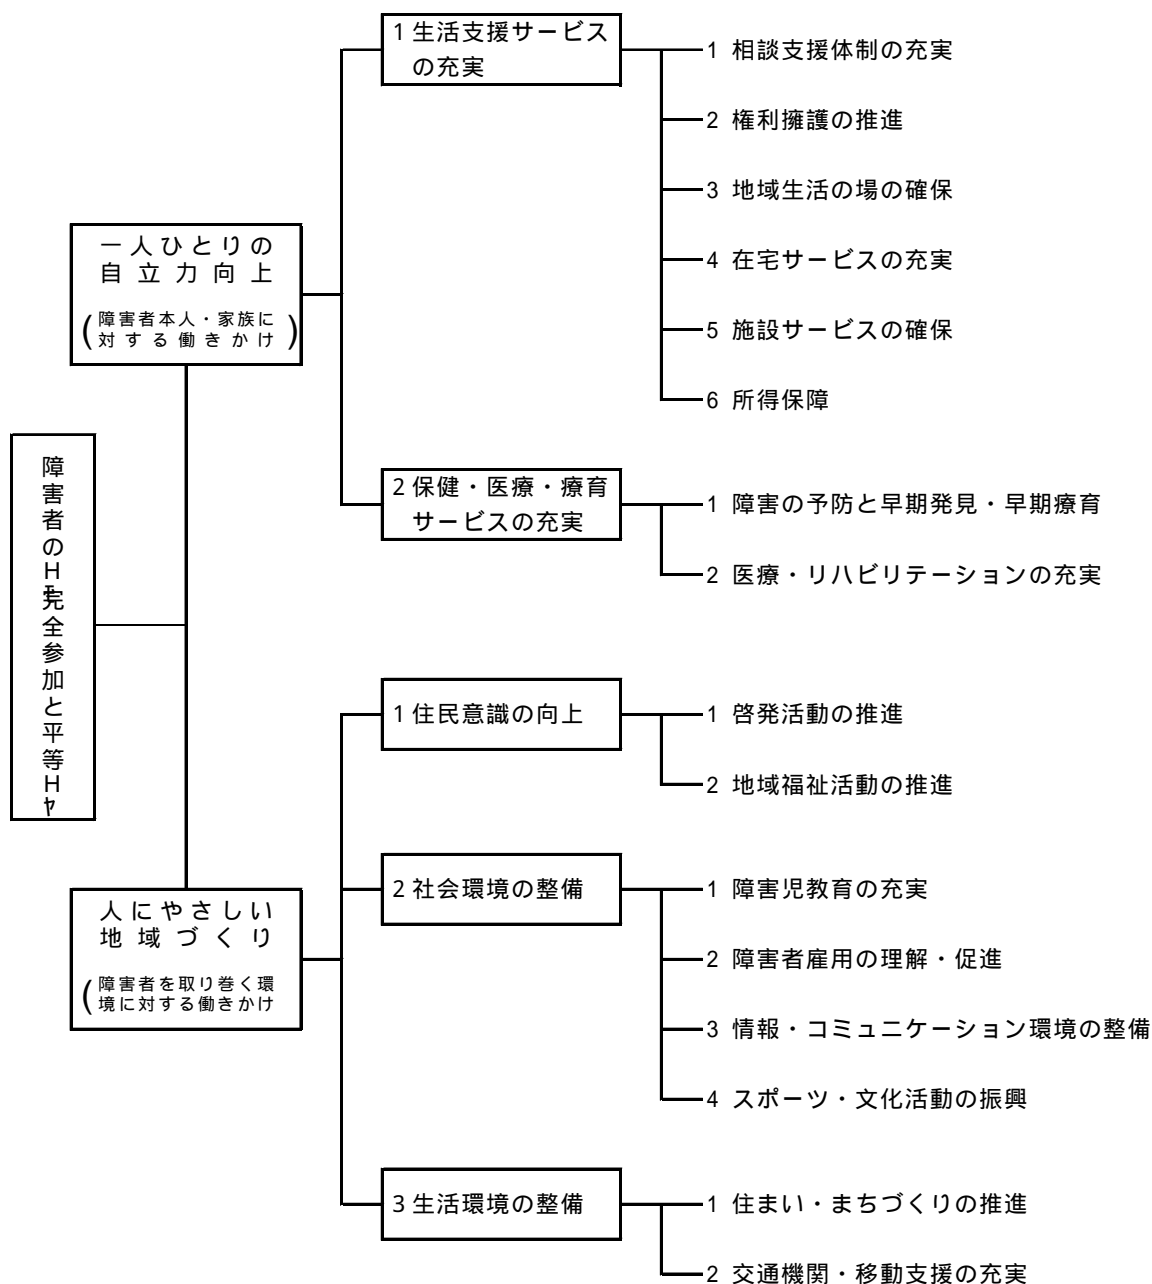 障害者のHE完全参加と平等Hヤ
一人ひとりの
自立力向上
(障害者本人・家族に
対する働きかけ)
人にやさしい
地域づくり
(障害者を取り巻く環
境に対する働きかけ
1 生活支援サービス
の充実
1 相談支援体制の充実
2 権利擁護の推進
3 地域生活の場の確保
4 在宅サービスの充実
5 施設サービスの確保
6 所得保障
2 保健・医療・療育
サービスの充実
1 障害の予防と早期発見・早期療育
2 医療・リハビリテーションの充実
1 住民意識の向上
1 啓発活動の推進
2 地域福祉活動の推進
2 社会環境の整備
1 障害児教育の充実
2 障害者雇用の理解・促進
3 情報・コミュニケーション環境の整備
4 スポーツ・文化活動の振興
3 生活環境の整備
1 住まい・まちづくりの推進
2 交通機関・移動支援の充実